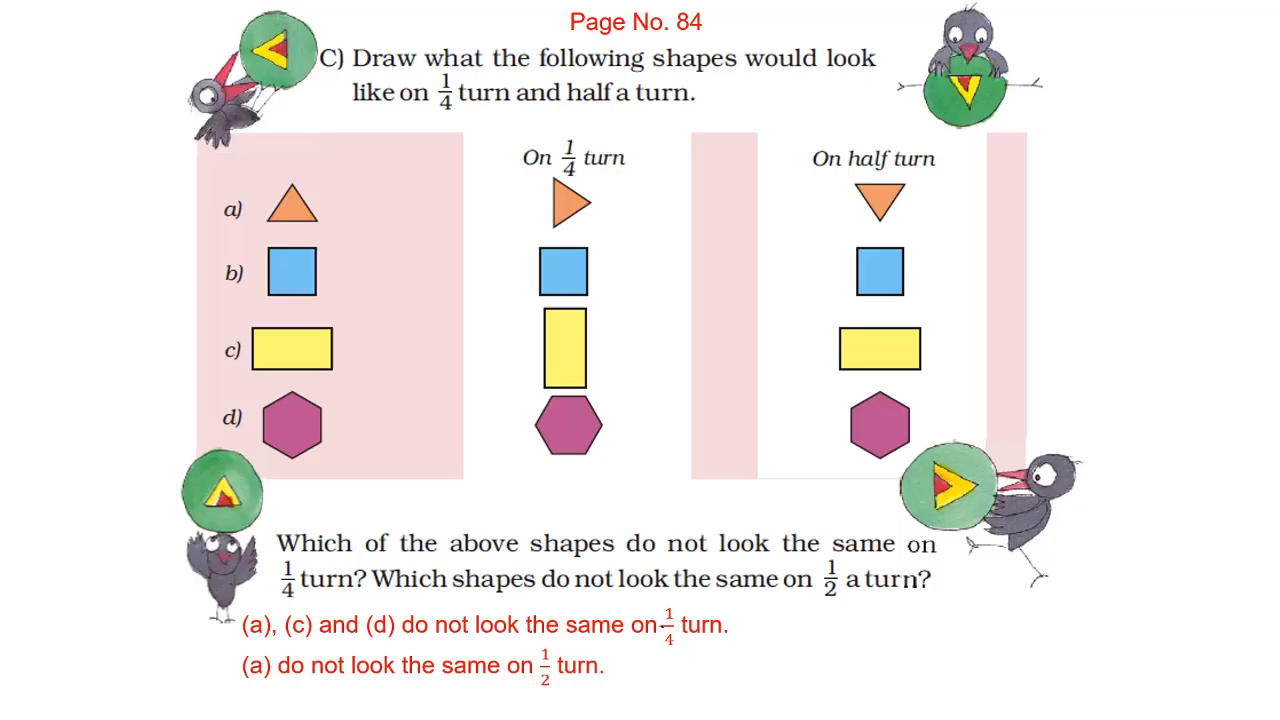 Page No. 84
C) Draw what the following shapes would look
like on 1/4 turn and half a turn.
On 1/4 turn
On half turn
a)
b)
c)
d)
Which of the above shapes do not look the same on
1/4 turn? Which shapes do not look the same on 1/2 a turn?
(a), (c) and (d) do not look the same on 1/4 turn.
(a) do not look the same on 1/2 turn.